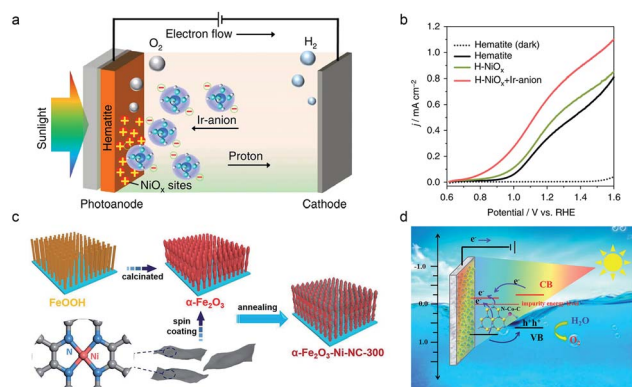 a
Electron flow
O2
H2
Sunlight
Hematite
Ir-anion
Proton
NiOx sites
Photoanode
Cathode
b
1.2
1.0
0.8
0.6
0.4
0.2
0.0
j / mA cm-2
Hematite (dark)
Hematite
H-NiOx
H-NiOx+Ir-anion
0.6
0.8
1.0
1.2
1.4
1.6
Potential / V vs. RHE
c
FeOOH
calcinated
α-Fe2O3
spin
coating
annealing
α-Fe2O3-Ni-NC-300
N
Ni
d
e-
-1.0
0.0
1.0
e-
e-
CB
impurity energy
N-Co-C
h+h+
VB
H2O
O2